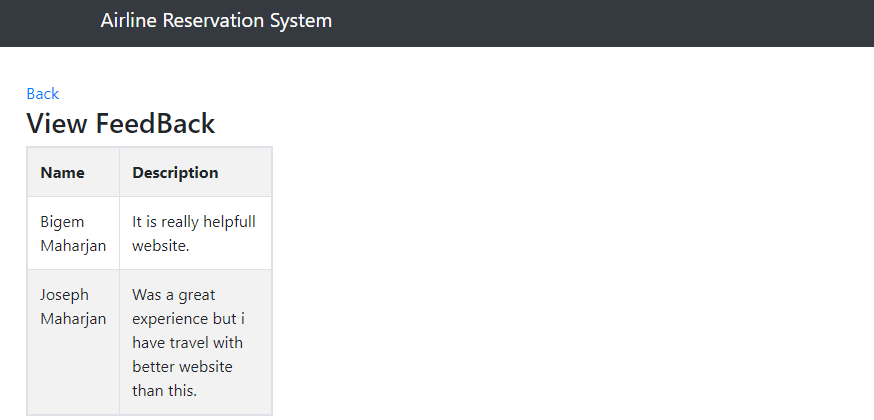 Airline Reservation System
Back
View FeedBack
Name Description
Bigem It is really helpfull
Maharjan website.
Joseph Was a great
Maharjan experience but i
have travel with
better website
than this.